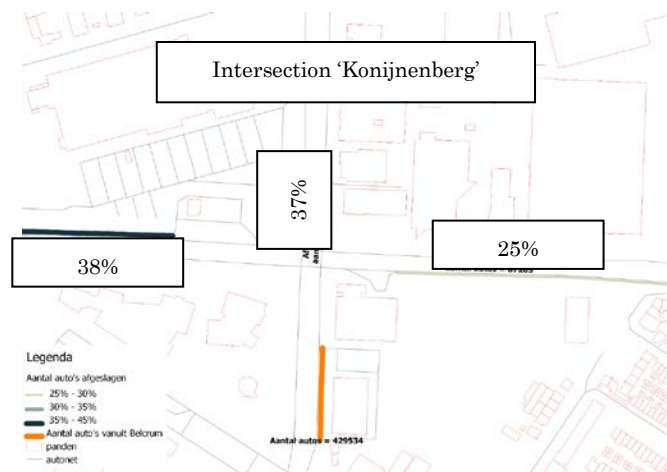 Intersection ‘Konijnenberg’
37%
25%
38%
Legenda
Aantal auto's afgeslagen
25% - 30%
30% - 35%
35% - 45%
Aantal auto's vanuit Belcrum
panden
autonet
Aantal autos = 429534